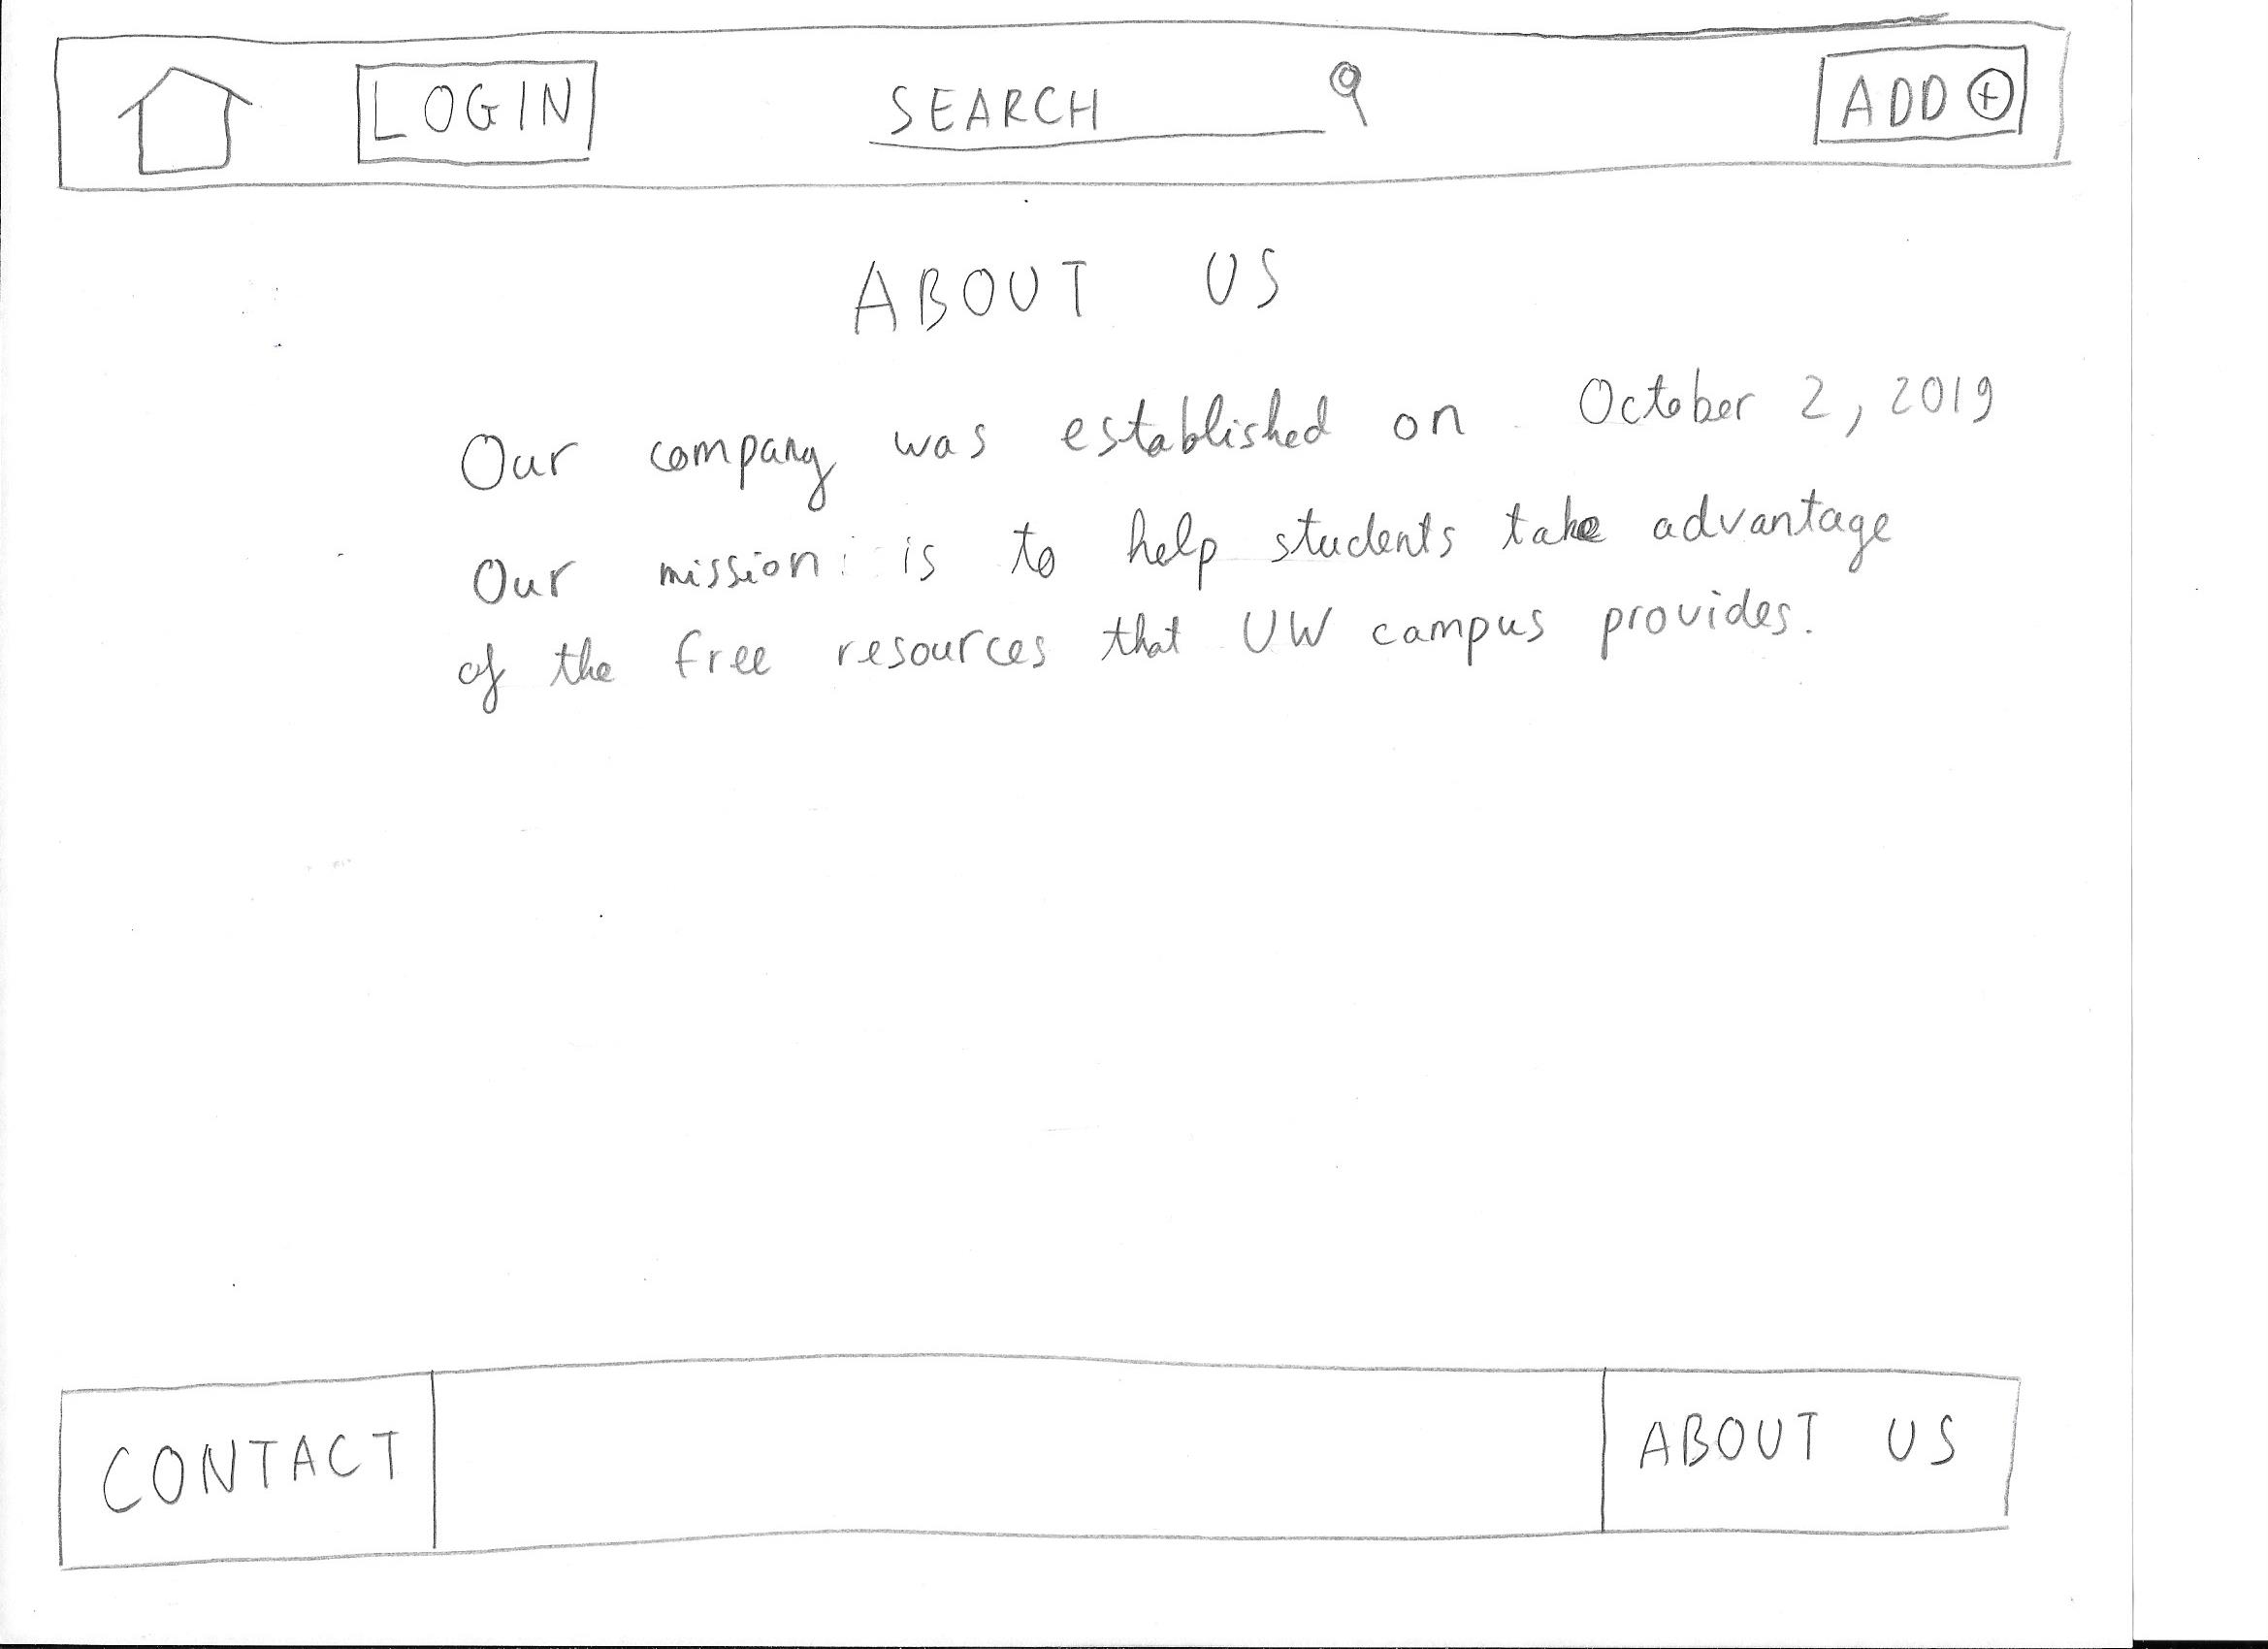 LOGIN SEARCH ADD +
ABOUT US
Our company was established on October 2, 2019
Our mission: is to help students take advantage
of the free resources that UW campus provides.
CONTACT ABOUT US